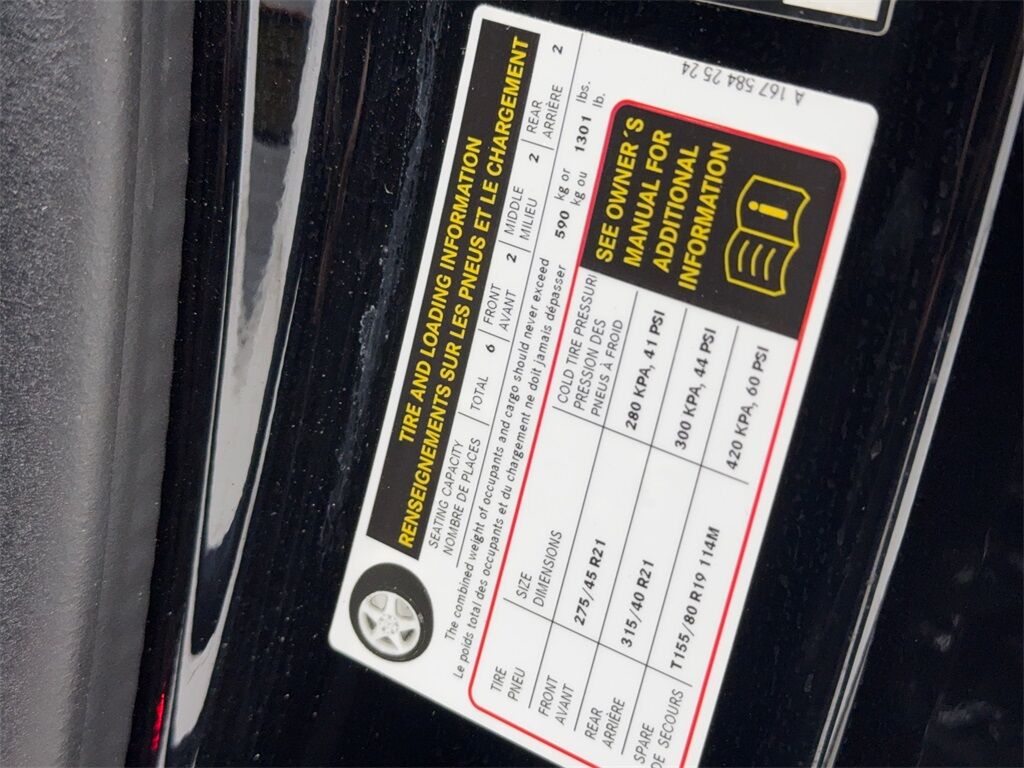 TIRE AND LOADING INFORMATION
RENSEIGNEMENTS SUR LES PNEUS ET LE CHARGEMENT
SEATING CAPACITY
NOMBRE DE PLACES
TOTAL 6
FRONT
AVANT 2
MIDDLE
MILIEU 2
REAR
ARRIÈRE 2
The combined weight of occupants and cargo should never exceed 590 kg or 1301 lbs.
Le poids total des occupants et du chargement ne doit jamais dépasser kg ou lb.
TIRE
PNEU
SIZE
DIMENSIONS
COLD TIRE PRESSURE
PRESSION DES
PNEUS À FROID
FRONT
AVANT
275/45 R21
280 KPA, 41 PSI
REAR
ARRIÈRE
315/40 R21
300 KPA, 44 PSI
SPARE
DE SECOURS
T155/80 R19 114M
420 KPA, 60 PSI
SEE OWNER´S
MANUAL FOR
ADDITIONAL
INFORMATION
A 167 584 25 24